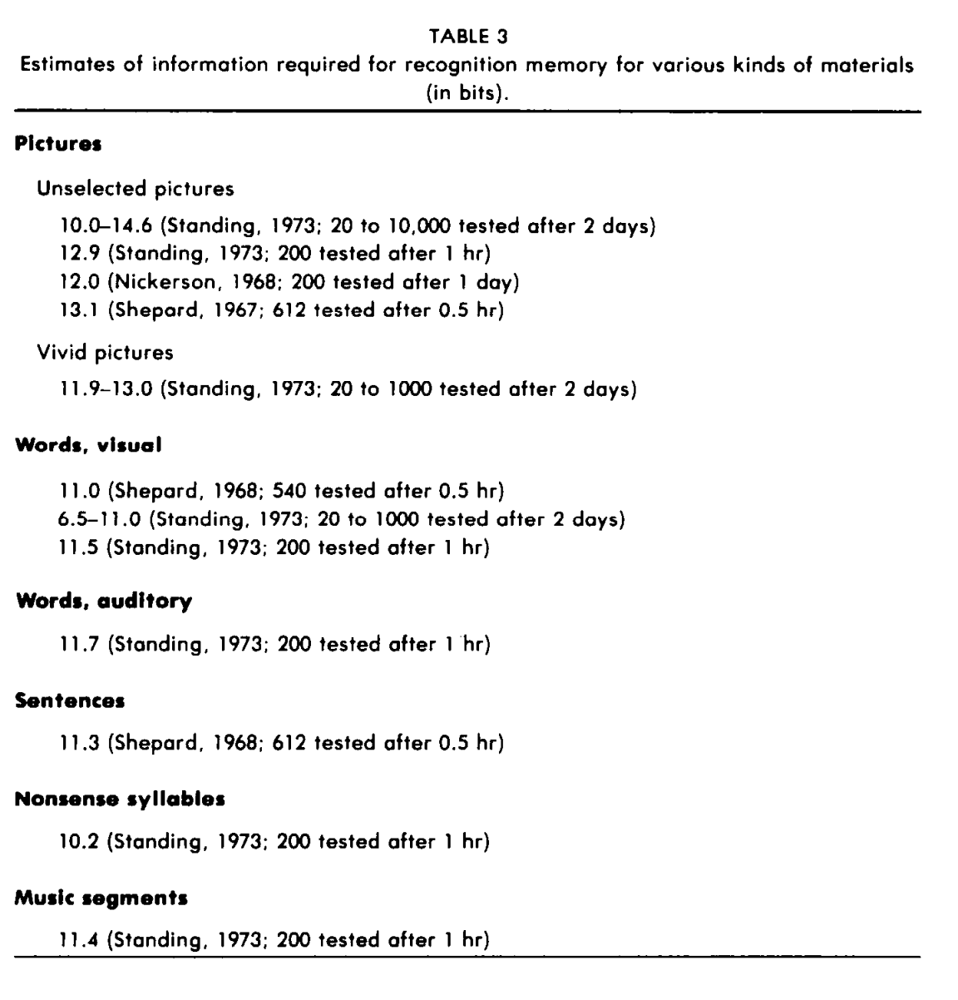 TABLE 3
Estimates of information required for recognition memory for various kinds of materials
(in bits).
Pictures
Unselected pictures
10.0–14.6 (Standing, 1973; 20 to 10,000 tested after 2 days)
12.9 (Standing, 1973; 200 tested after 1 hr)
12.0 (Nickerson, 1968; 200 tested after 1 day)
13.1 (Shepard, 1967; 612 tested after 0.5 hr)
Vivid pictures
11.9–13.0 (Standing, 1973; 20 to 1000 tested after 2 days)
Words, visual
11.0 (Shepard, 1968; 540 tested after 0.5 hr)
6.5–11.0 (Standing, 1973; 20 to 1000 tested after 2 days)
11.5 (Standing, 1973; 200 tested after 1 hr)
Words, auditory
11.7 (Standing, 1973; 200 tested after 1 hr)
Sentences
11.3 (Shepard, 1968; 612 tested after 0.5 hr)
Nonsense syllables
10.2 (Standing, 1973; 200 tested after 1 hr)
Music segments
11.4 (Standing, 1973; 200 tested after 1 hr)